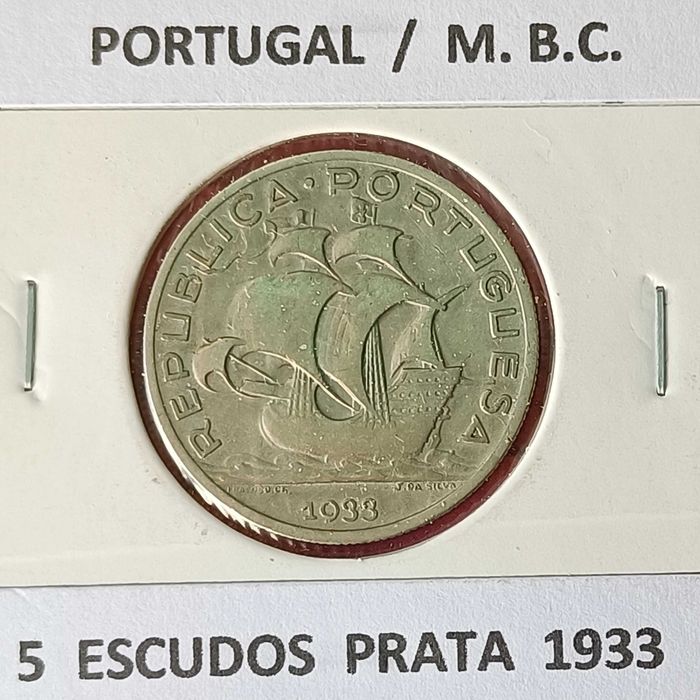 PORTUGAL / M. B.C.
REPUBLICA · PORTUGUESA
J. DA SILVA
1933
5 ESCUDOS PRATA 1933